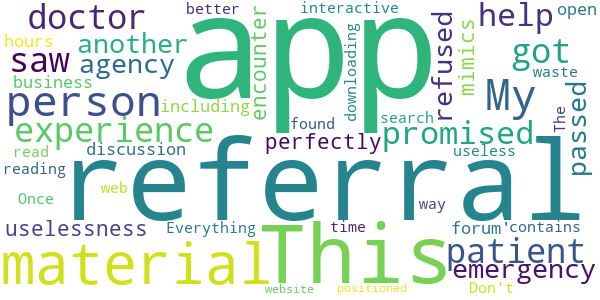 doctor better interactive help open
hours another app refused mimics got
saw agency encounter downloading waste
business person including My
experience found search promised The passed
read discussion perfectly useless
reading web referral
Once way
uselessness Everything This time forum' contains
material patient
emergency
website positioned Don't